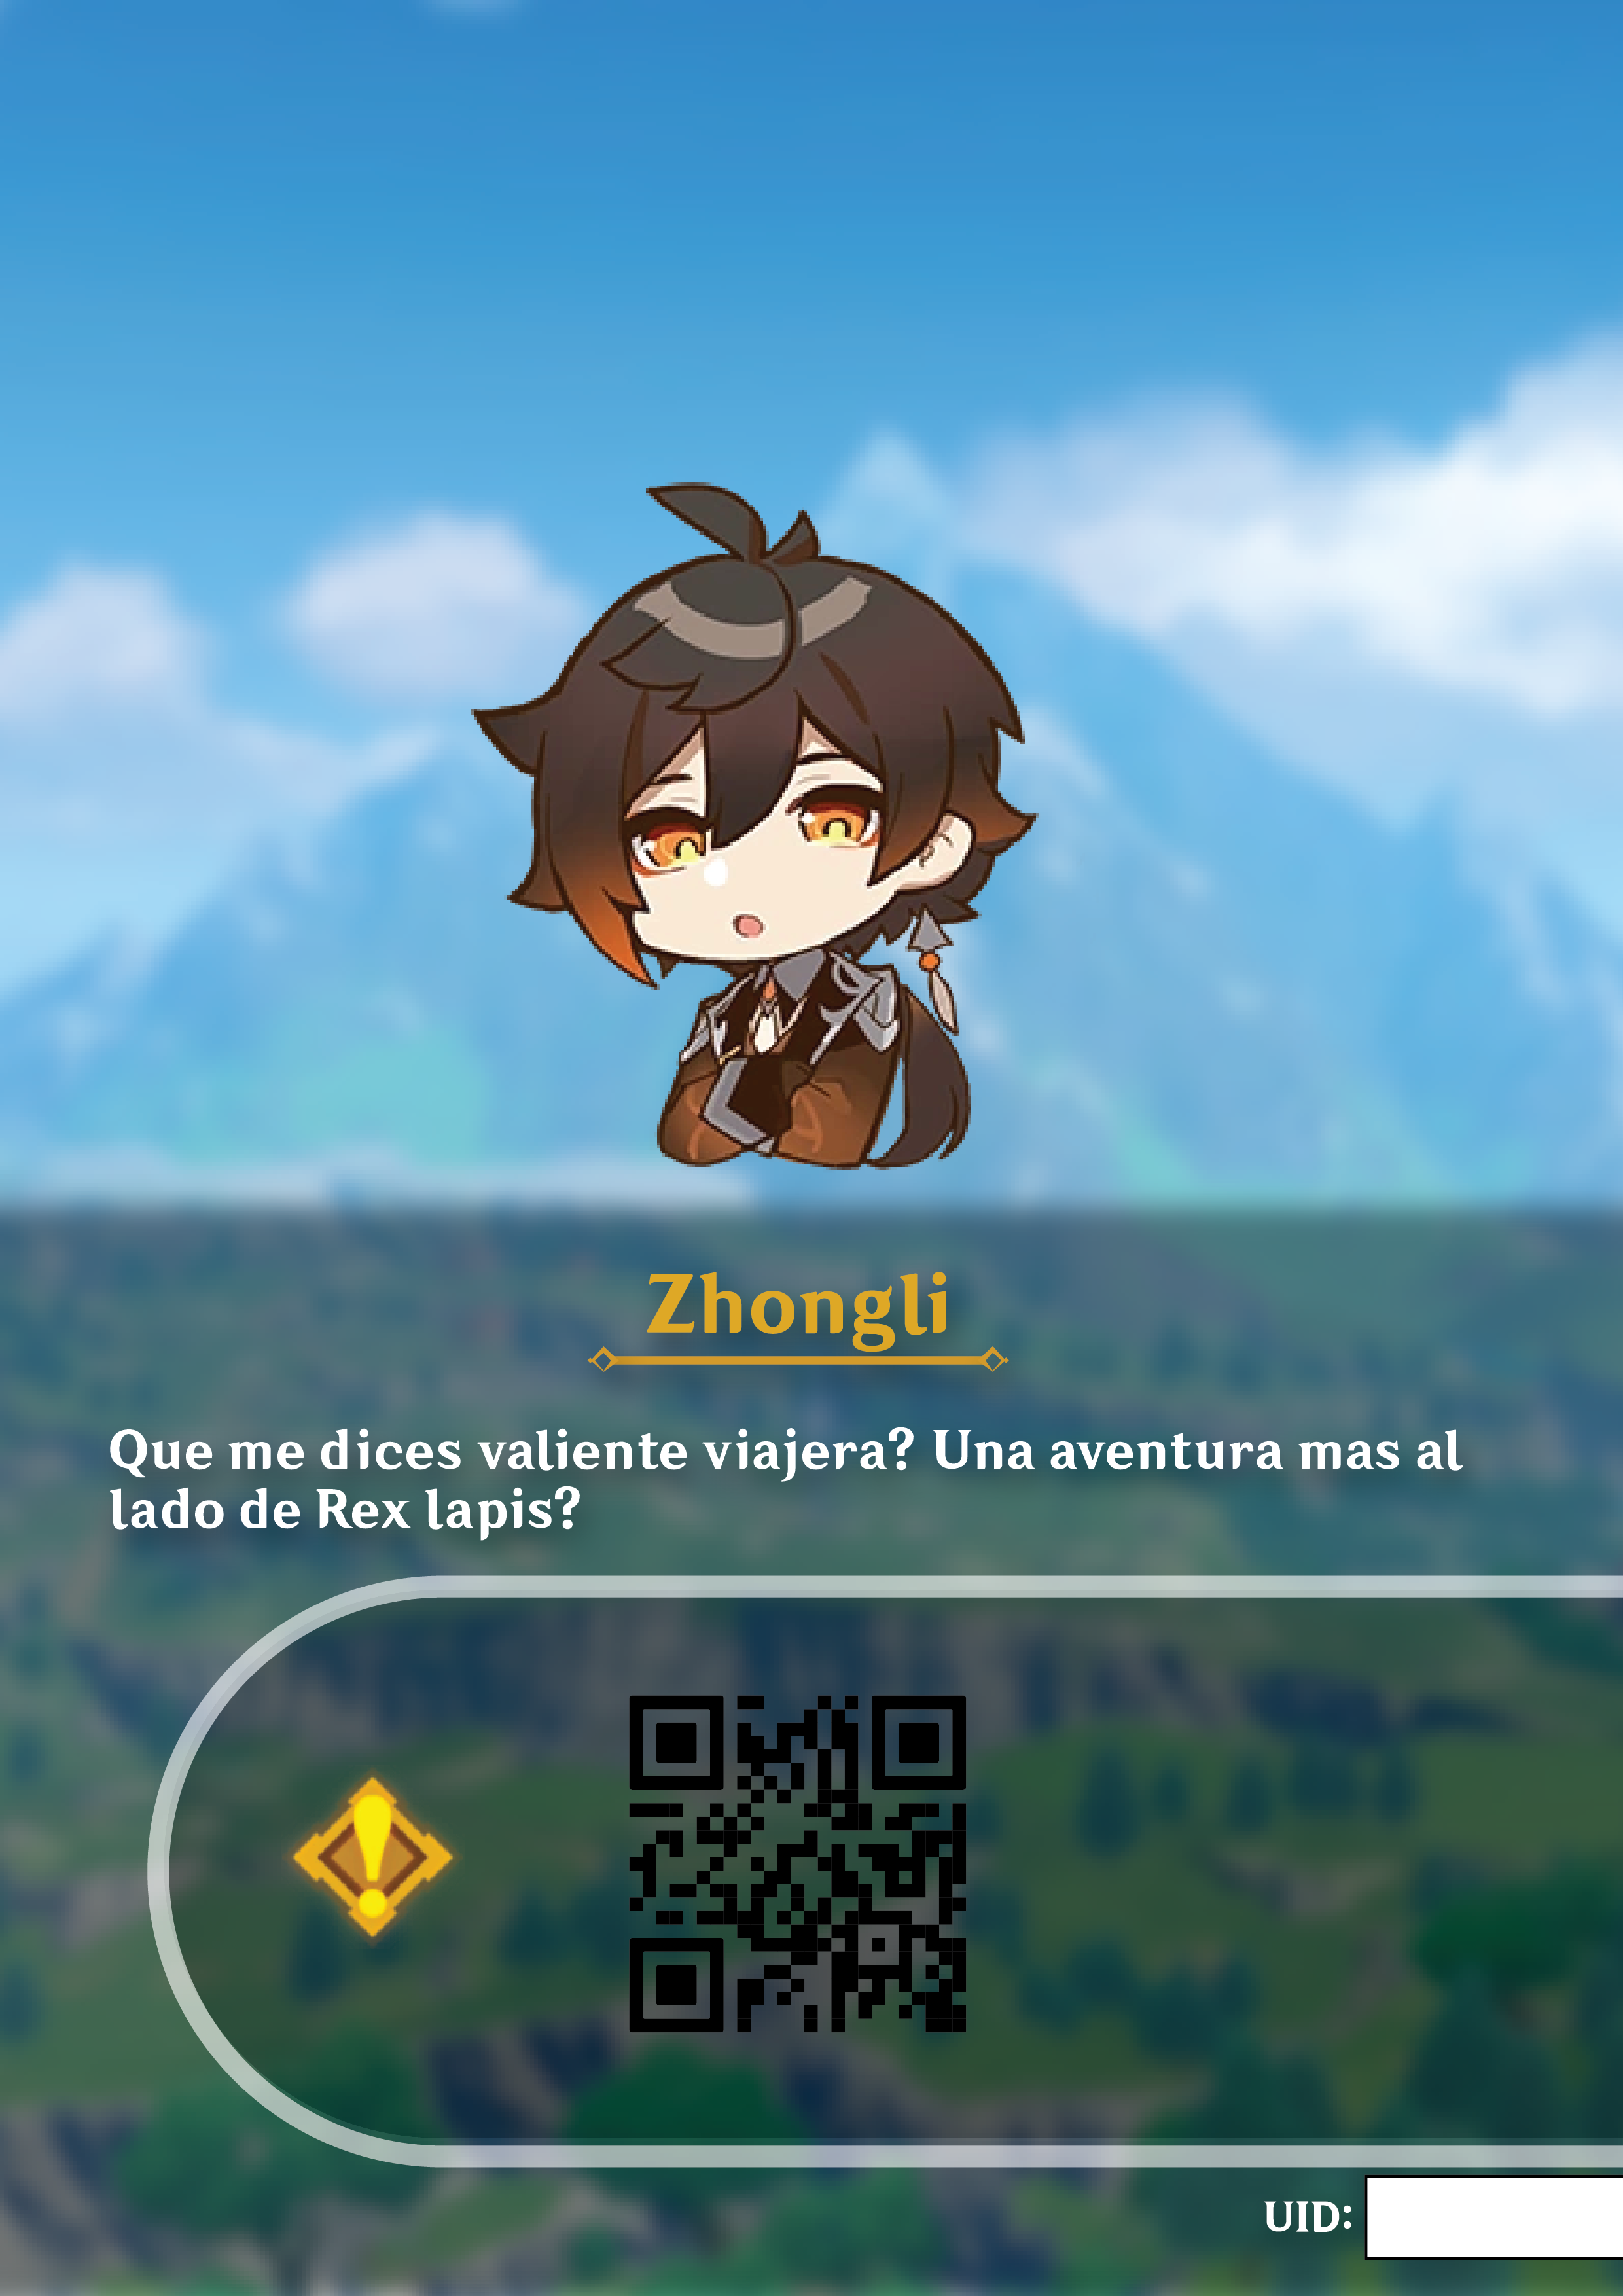 Zhongli
Que me dices valiente viajera? Una aventura mas al
lado de Rex lapis?
UID: